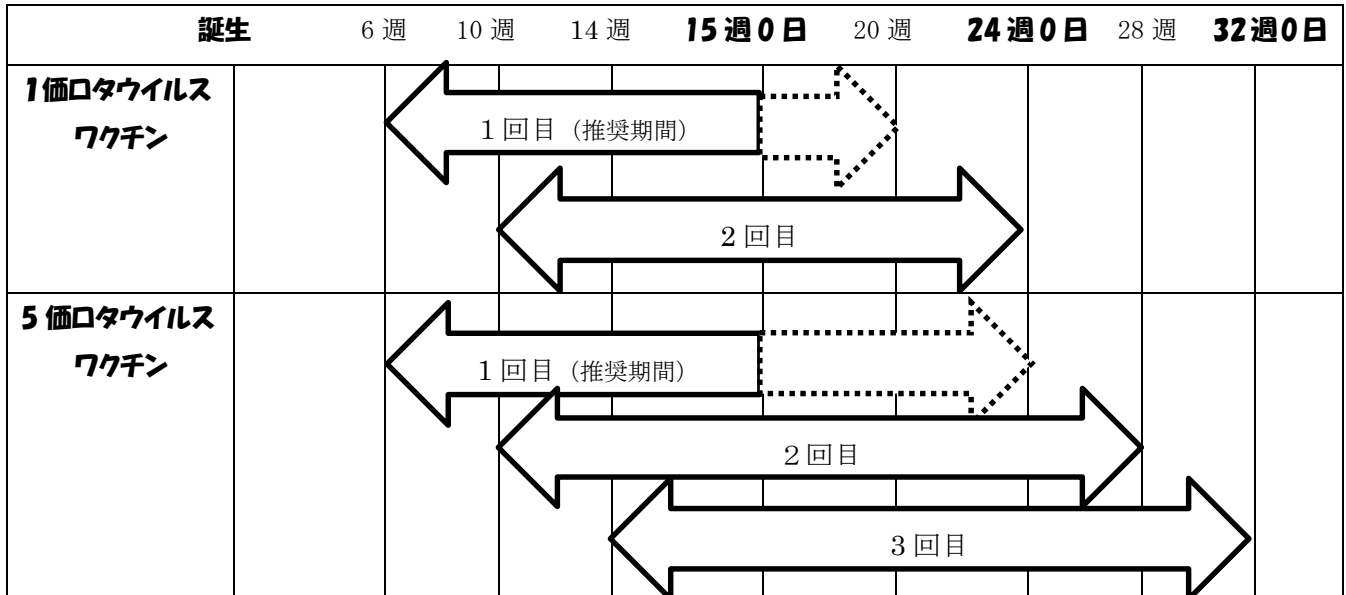 誕生 6週 10週 14週 15週0日 20週 24週0日 28週 32週0日
1価ロタウイルス
ワクチン
1回目（推奨期間）
2回目
5価ロタウイルス
ワクチン
1回目（推奨期間）
2回目
3回目